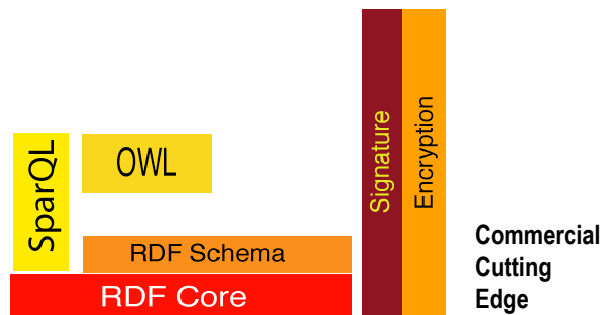 SparQL
OWL
RDF Schema
RDF Core
Signature
Encryption
Commercial
Cutting
Edge